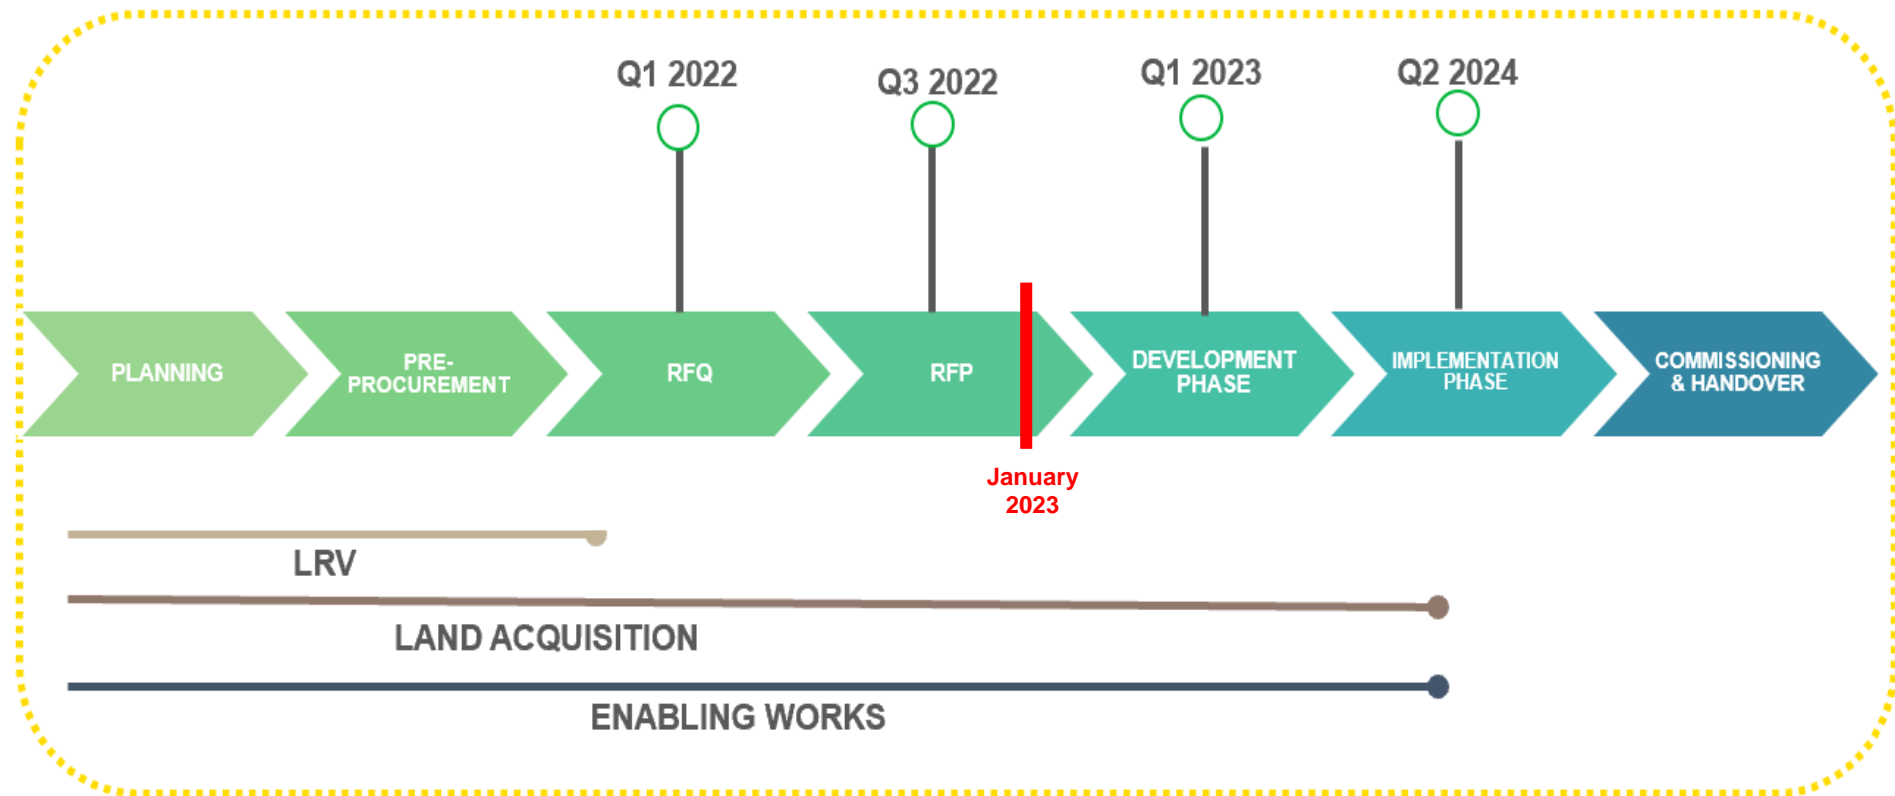 Q1 2022
Q3 2022
Q1 2023
Q2 2024
PLANNING
PRE-
PROCUREMENT
RFQ
RFP
DEVELOPMENT
PHASE
IMPLEMENTATION
PHASE
COMMISSIONING
& HANDOVER
January
2023
LRV
LAND ACQUISITION
ENABLING WORKS